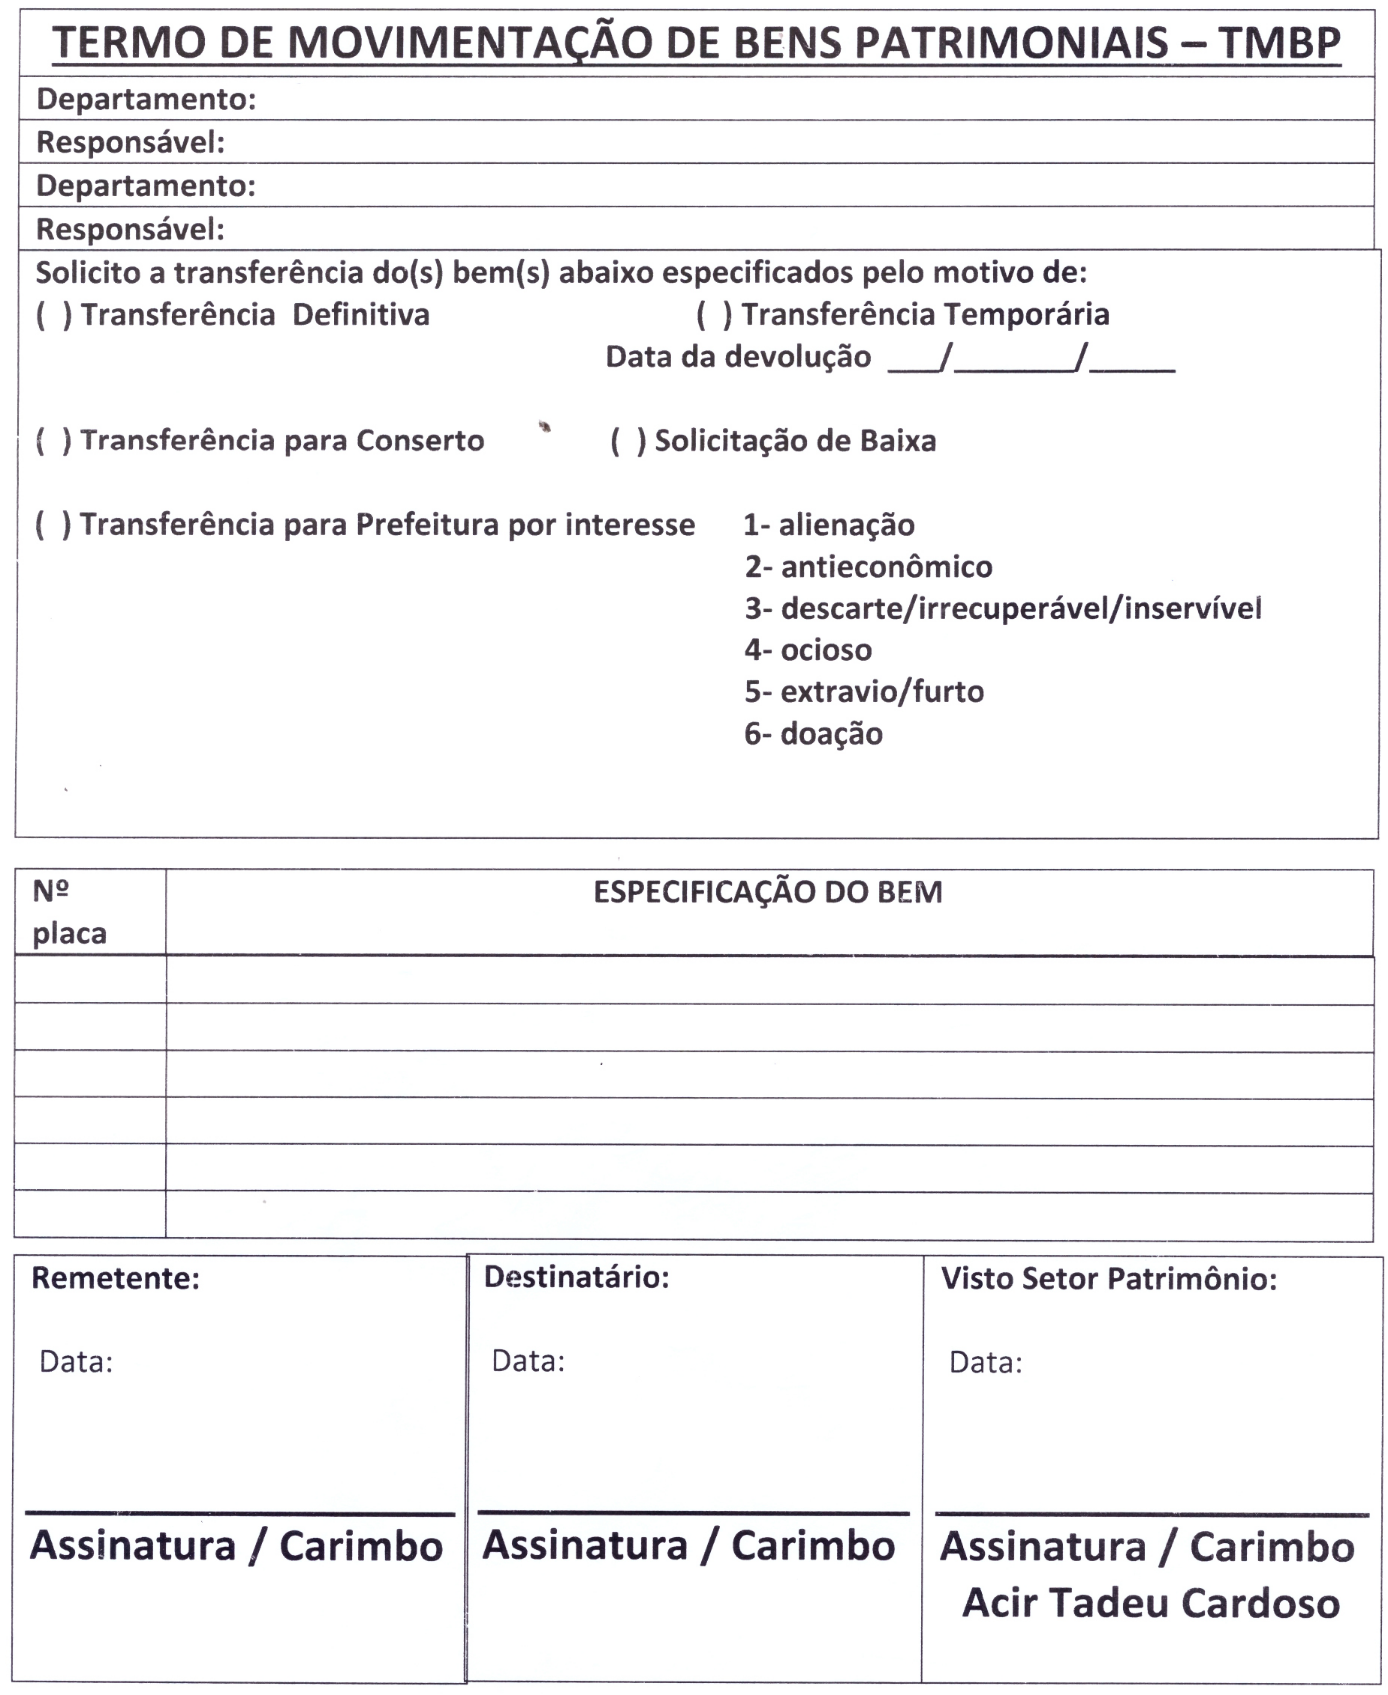 TERMO DE MOVIMENTAÇÃO DE BENS PATRIMONIAIS – TMBP
Departamento:
Responsável:
Departamento:
Responsável:
Solicito a transferência do(s) bem(s) abaixo especificados pelo motivo de:
( ) Transferência Definitiva ( ) Transferência Temporária
Data da devolução ___/_______/_____
( ) Transferência para Conserto ( ) Solicitação de Baixa
( ) Transferência para Prefeitura por interesse 1- alienação
2- antieconômico
3- descarte/irrecuperável/inservível
4- ocioso
5- extravio/furto
6- doação
Nº placa
ESPECIFICAÇÃO DO BEM
Remetente:
Data:
Assinatura / Carimbo
Destinatário:
Data:
Assinatura / Carimbo
Visto Setor Patrimônio:
Data:
Assinatura / Carimbo
Acir Tadeu Cardoso